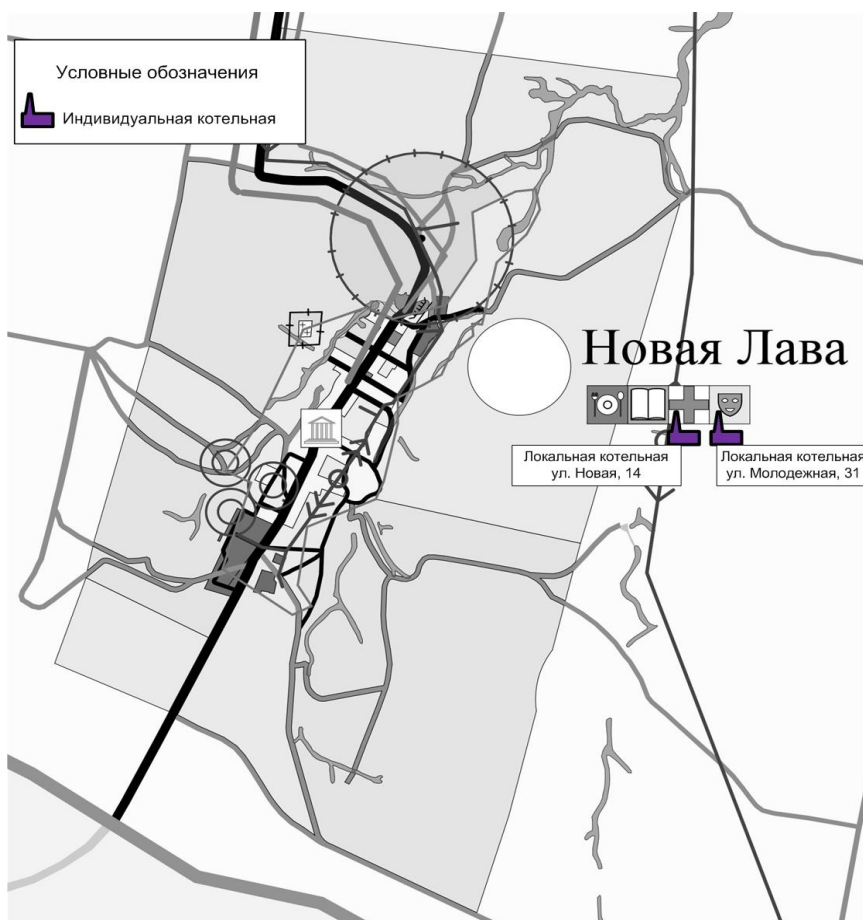 Условные обозначения
Индивидуальная котельная
Новая Лава
Локальная котельная
ул. Новая, 14
Локальная котельная
ул. Молодежная, 31